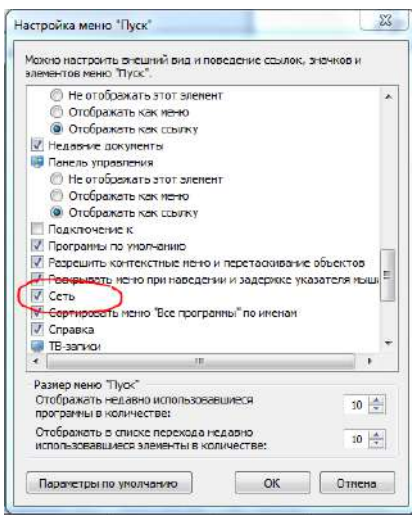 Настройка меню "Пуск"
Можно настроить внешний вид и поведение ссылок, значков и
элементов меню "Пуск".
Не отображать этот элемент
Отображать как меню
Отображать как ссылку
Недавние документы
Панель управления
Не отображать этот элемент
Отображать как меню
Отображать как ссылку
Подключение к
Программы по умолчанию
Разрешить контекстные меню и перетаскивание объектов
Раскрывать меню при наведении и задержке указателя мыши
Сеть
Сортировать меню "Все программы" по именам
Справка
ТВ-записи
Размер меню "Пуск"
Отображать недавно использовавшиеся
программы в количестве:
10
Отображать в списке перехода недавно
использовавшиеся элементы в количестве:
10
Параметры по умолчанию
ОК
Отмена